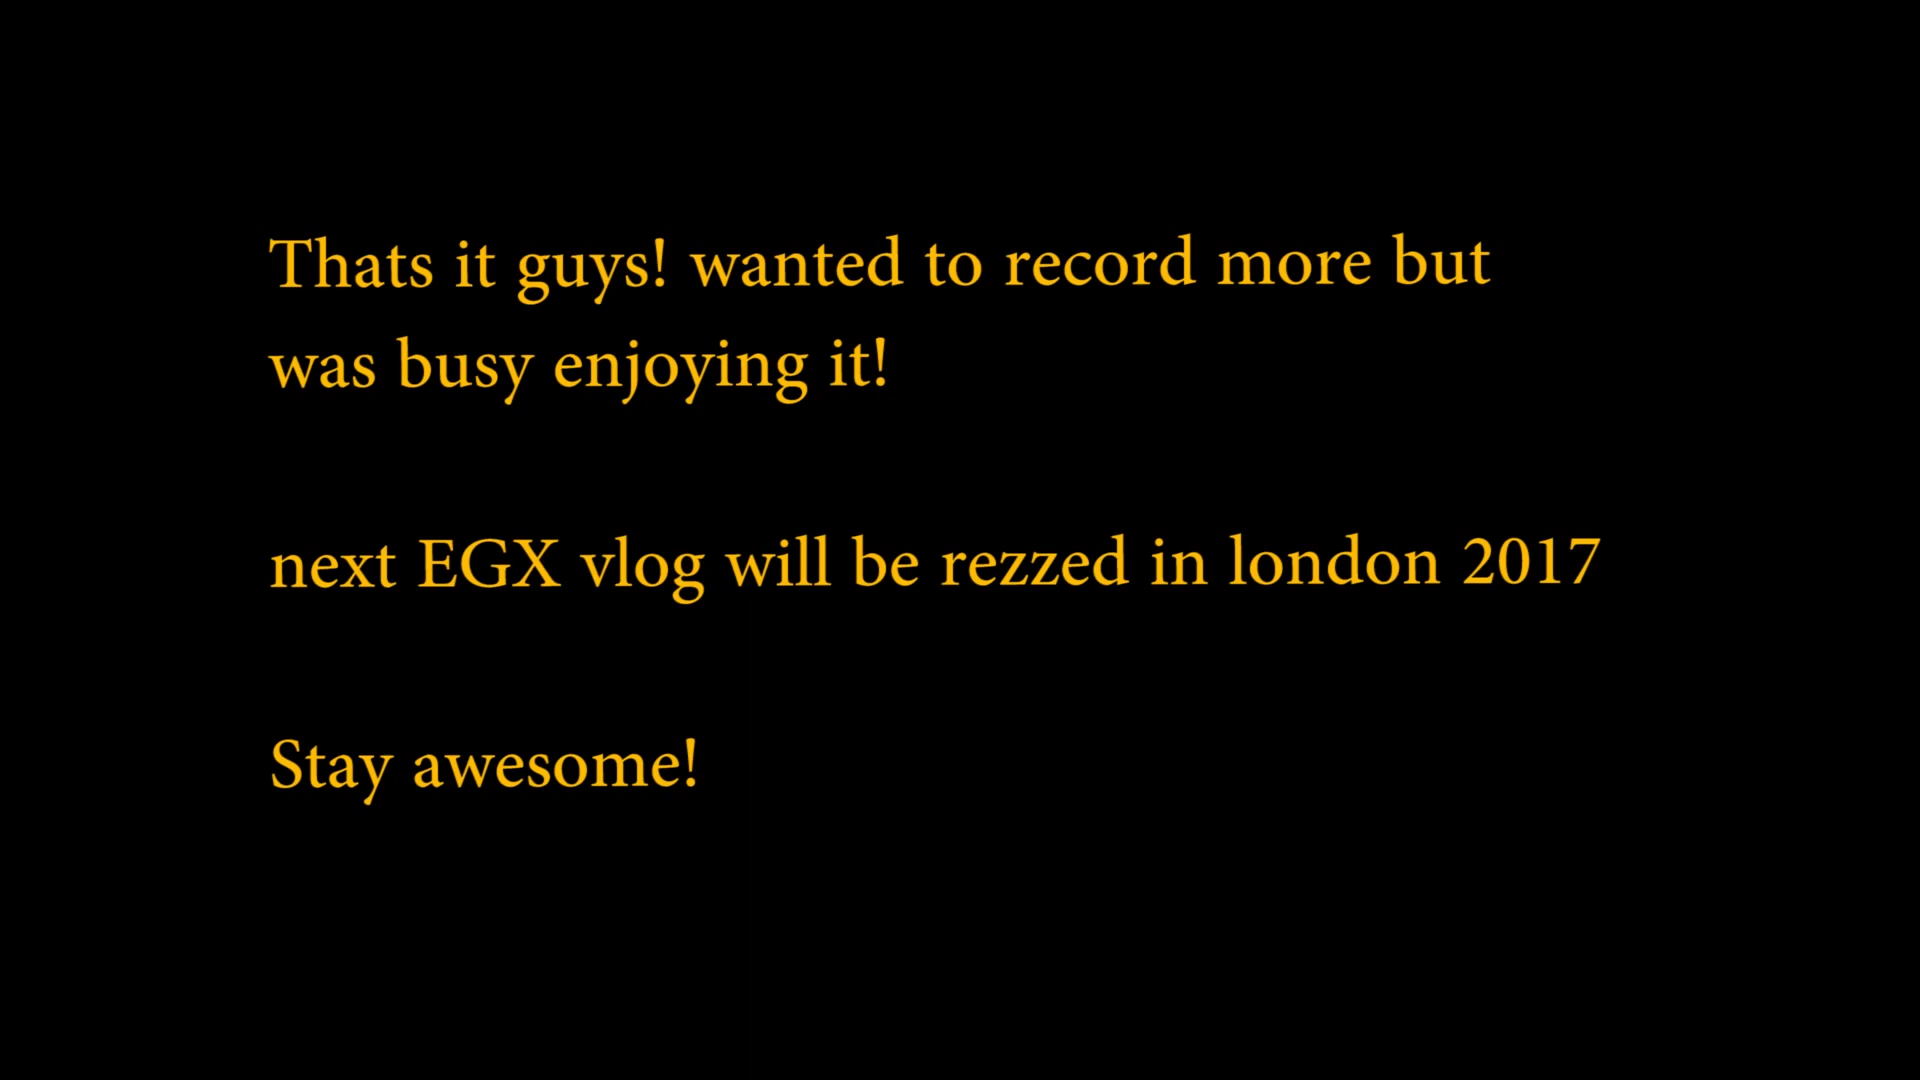 Thats it guys! wanted to record more but
was busy enjoying it!
next EGX vlog will be rezzed in london 2017
Stay awesome!